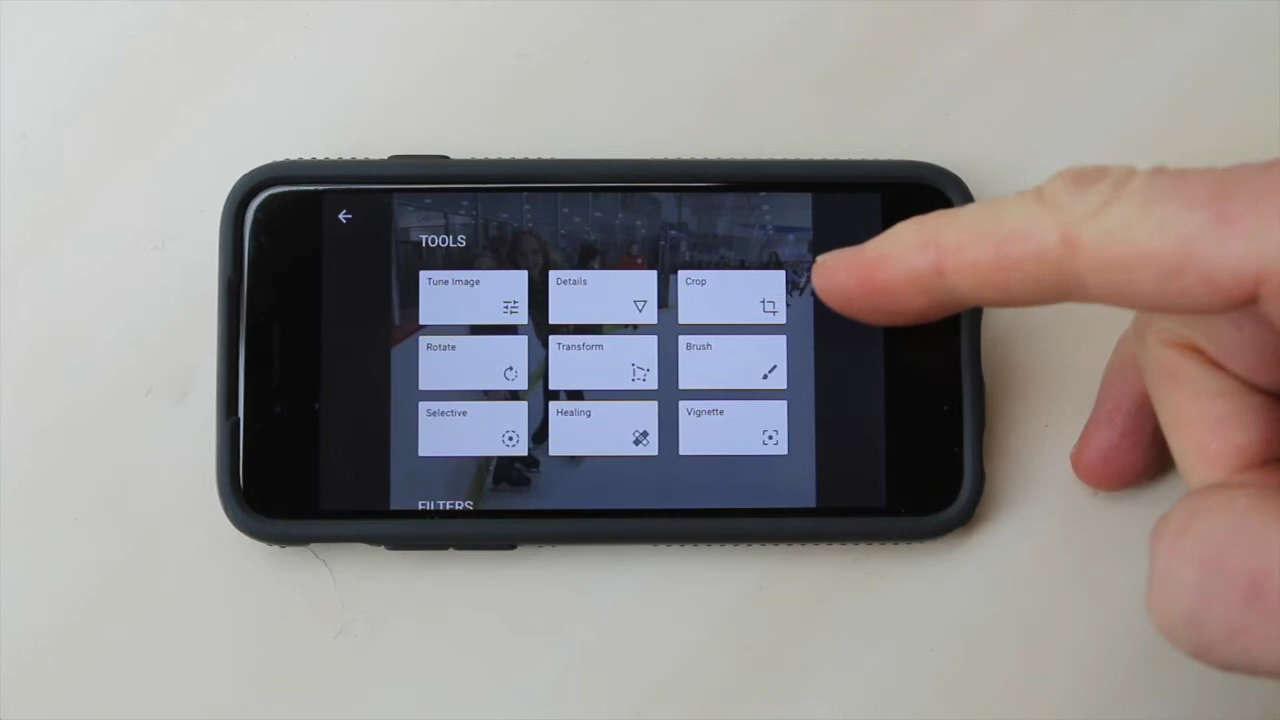 TOOLS
Tune Image
Details
Crop
Rotate
Transform
Brush
Selective
Healing
Vignette
FILTERS